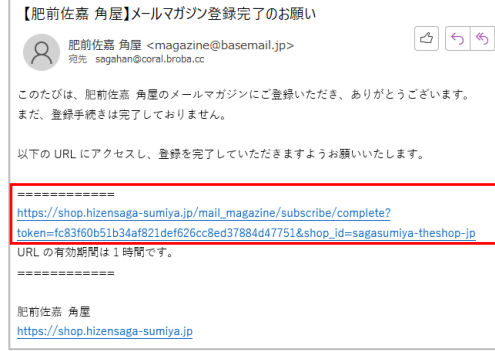 【肥前佐嘉 角屋】メールマガジン登録完了のお願い
肥前佐嘉 角屋 <magazine@basemail.jp>
宛先 sagahan@coral.broba.cc
このたびは、肥前佐嘉 角屋のメールマガジンにご登録いただき、ありがとうございます。
まだ、登録手続きは完了しておりません。
以下の URL にアクセスし、登録を完了していただきますようお願いいたします。
============
https://shop.hizensaga-sumiya.jp/mail_magazine/subscribe/complete?
token=fc83f60b51b34af821def626cc8ed37884d47751&shop_id=sagasumiya-theshop-jp
URL の有効期間は 1 時間です。
============
肥前佐嘉 角屋
https://shop.hizensaga-sumiya.jp